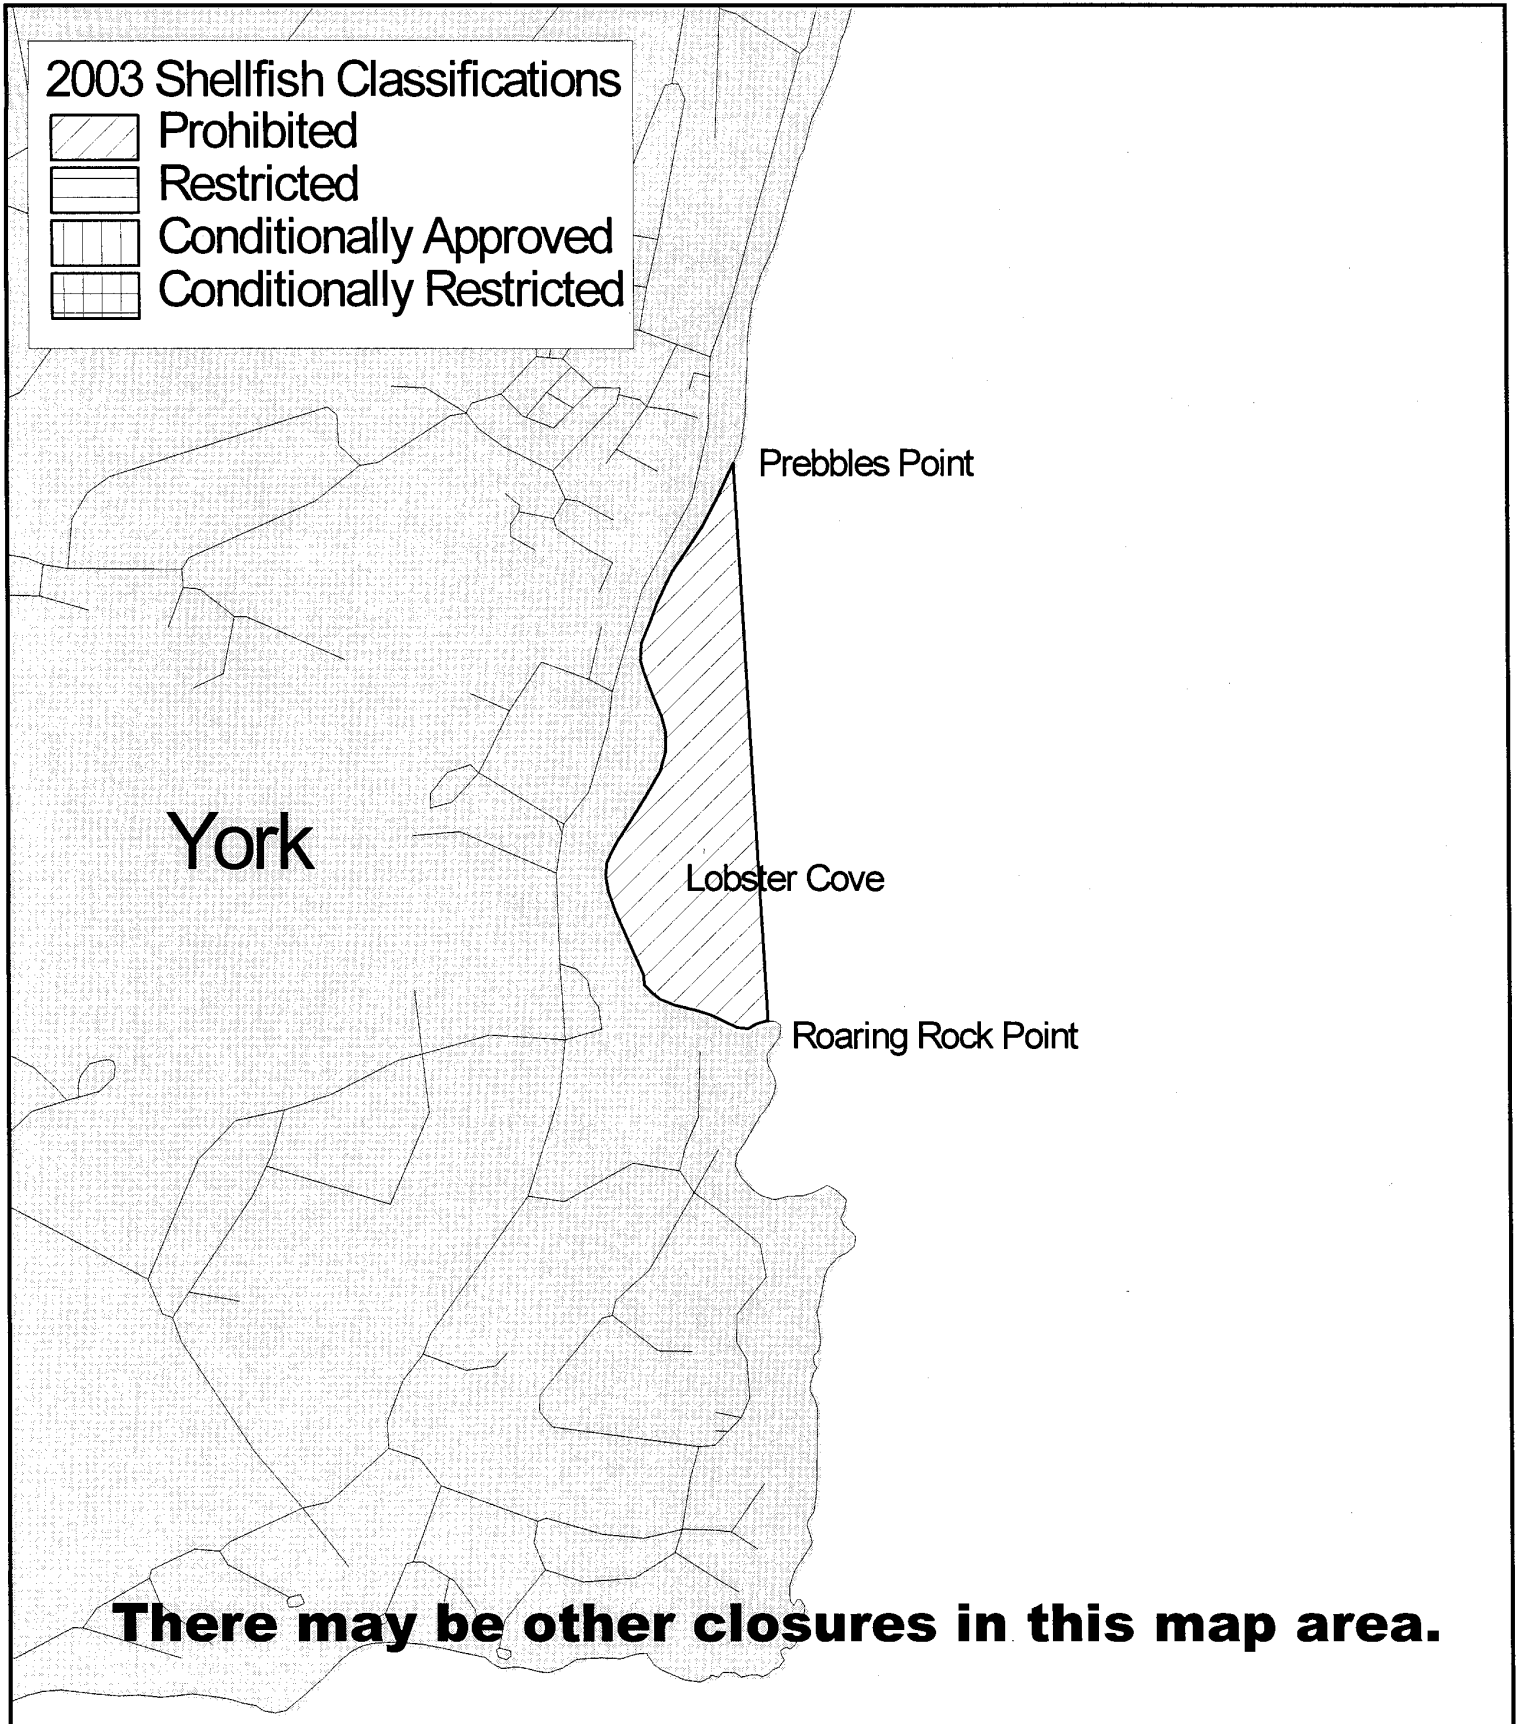 2003 Shellfish Classifications
Prohibited
Restricted
Conditionally Approved
Conditionally Restricted
Prebbles Point
York
Lobster Cove
Roaring Rock Point
There may be other closures in this map area.